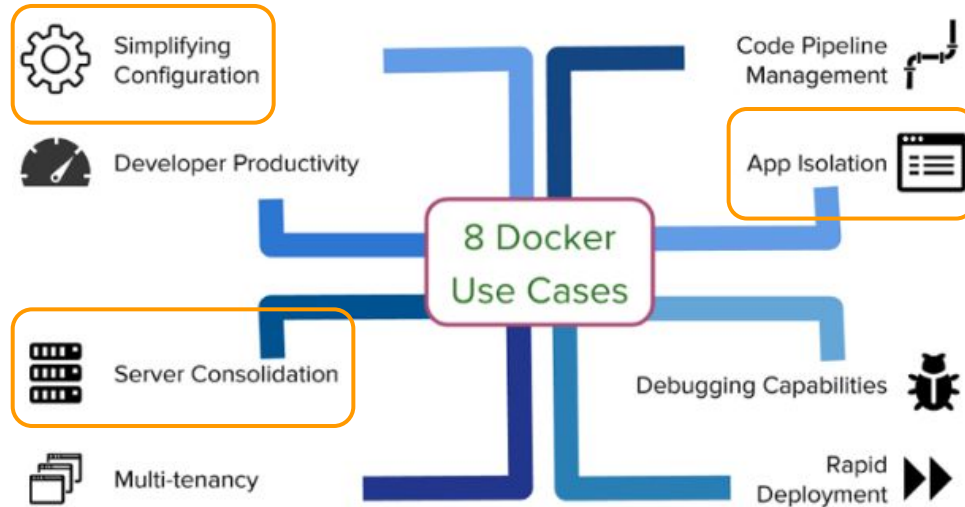 Simplifying
Configuration
Developer Productivity
Server Consolidation
Multi-tenancy
8 Docker
Use Cases
Code Pipeline
Management
App Isolation
Debugging Capabilities
Rapid
Deployment